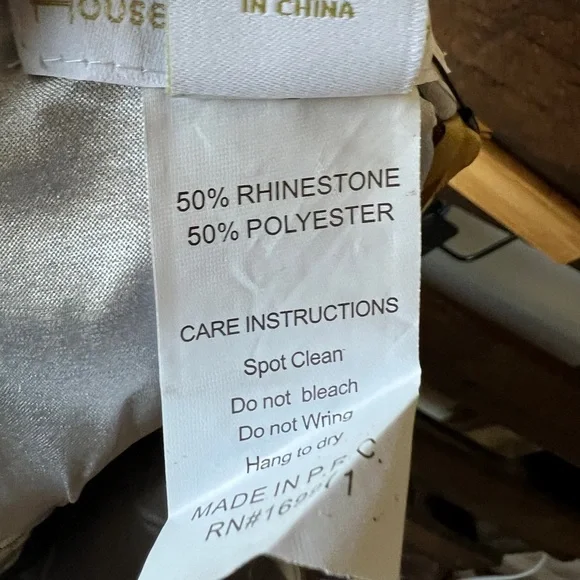 HOUSE
IN CHINA
50% RHINESTONE
50% POLYESTER
CARE INSTRUCTIONS
Spot Clean
Do not bleach
Do not Wring
Hang to dry
MADE IN P. C.